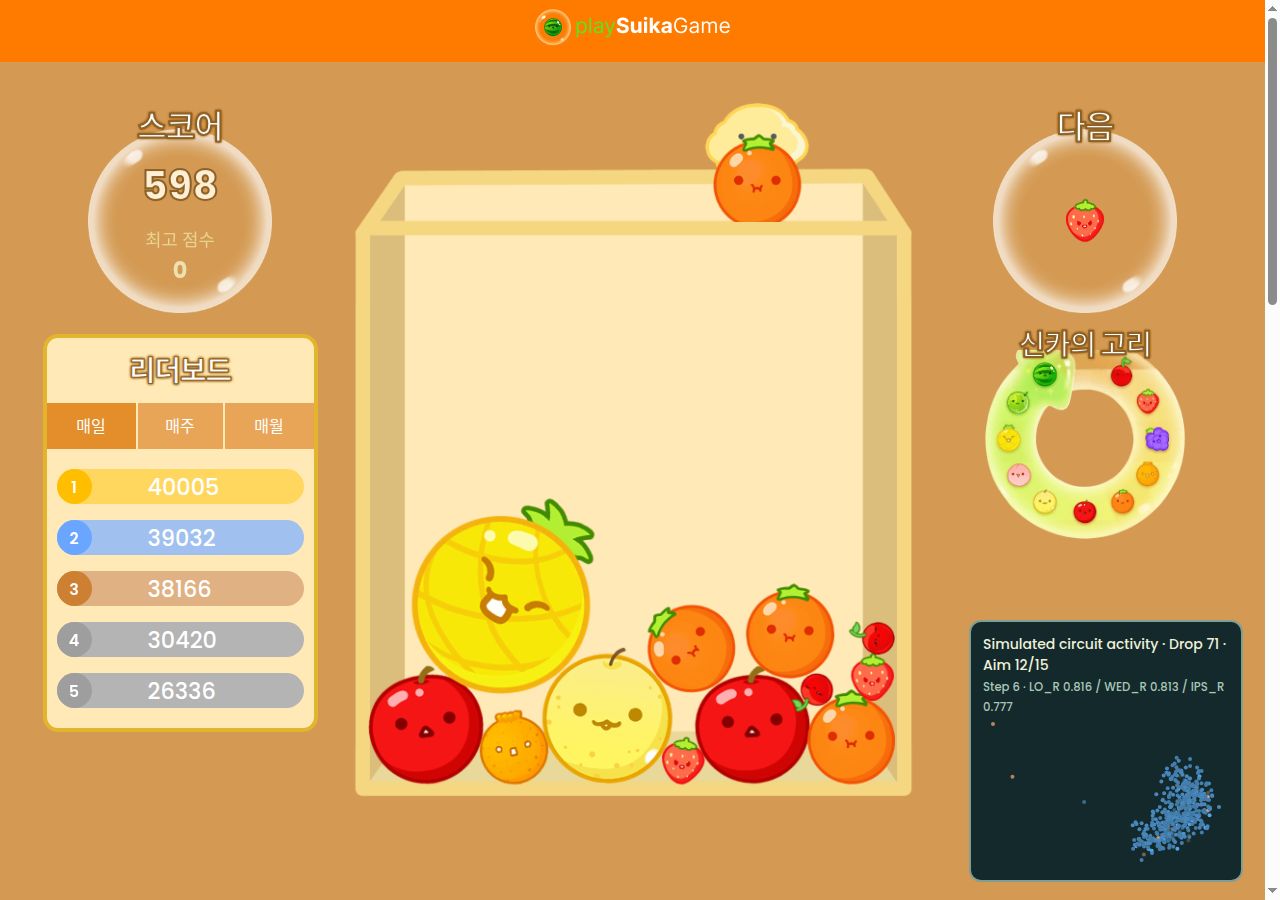 playSuikaGame
스코어
598
최고 점수
0
다음
신카의 고리
리더보드
매일 매주 매월
1 40005
2 39032
3 38166
4 30420
5 26336
Simulated circuit activity · Drop 71 ·
Aim 12/15
Step 6 · LO_R 0.816 / WED_R 0.813 / IPS_R
0.777